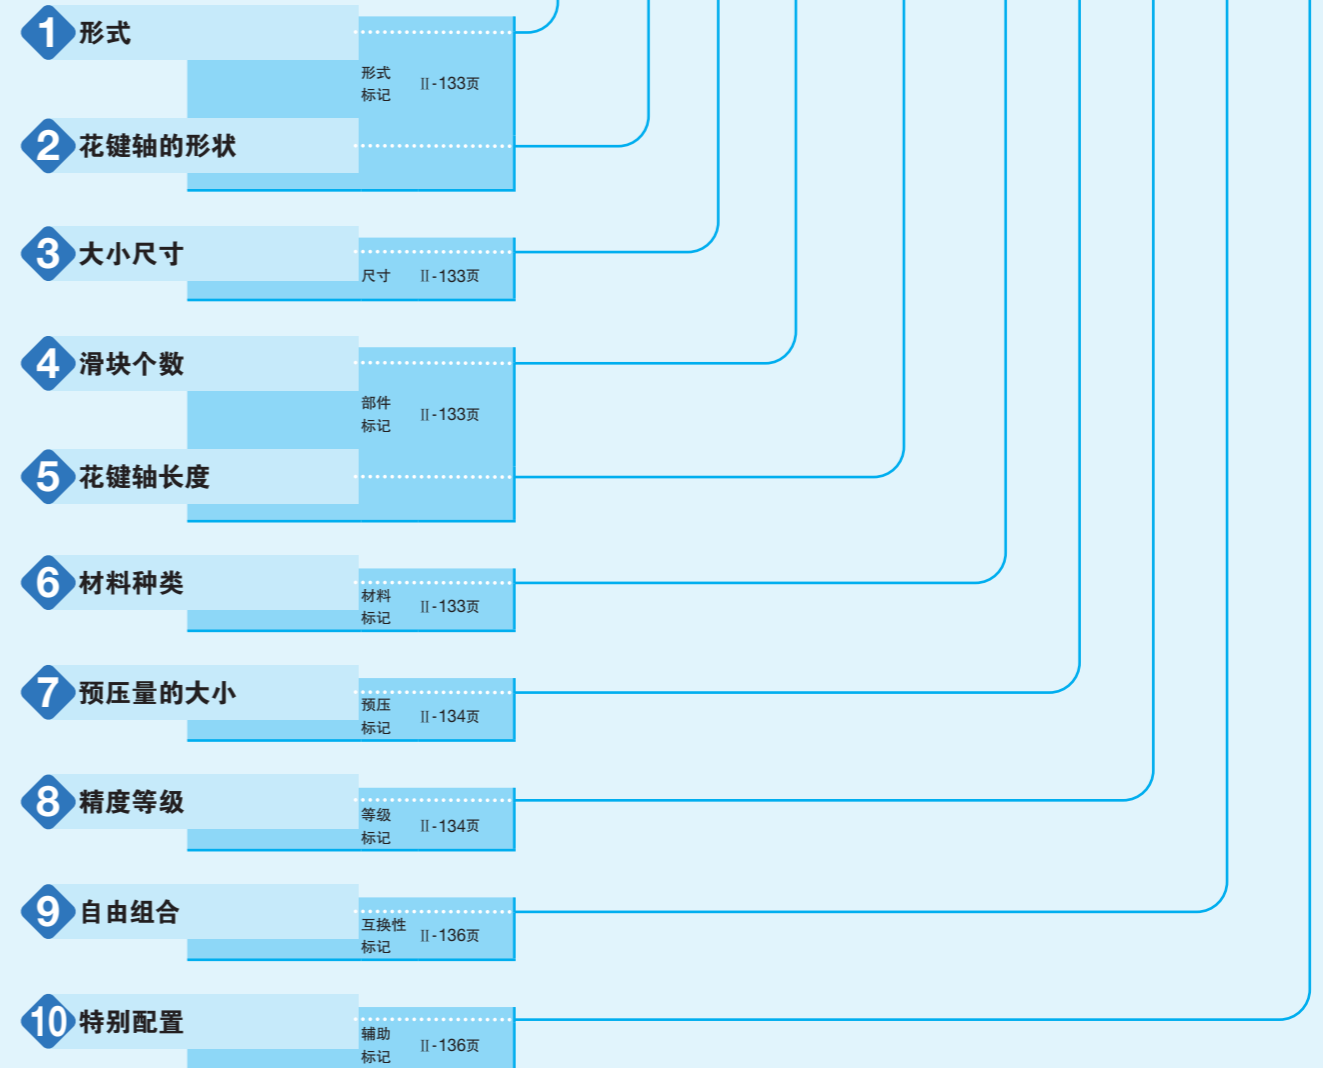 1 形式
形式
标记 Ⅱ-133页
2 花键轴的形状
3 大小尺寸
尺寸 Ⅱ-133页
4 滑块个数
部件
标记 Ⅱ-133页
5 花键轴长度
6 材料种类
材料
标记 Ⅱ-133页
7 预压量的大小
预压
标记 Ⅱ-134页
8 精度等级
等级
标记 Ⅱ-134页
9 自由组合
互换性
标记 Ⅱ-136页
10 特别配置
辅助
标记 Ⅱ-136页